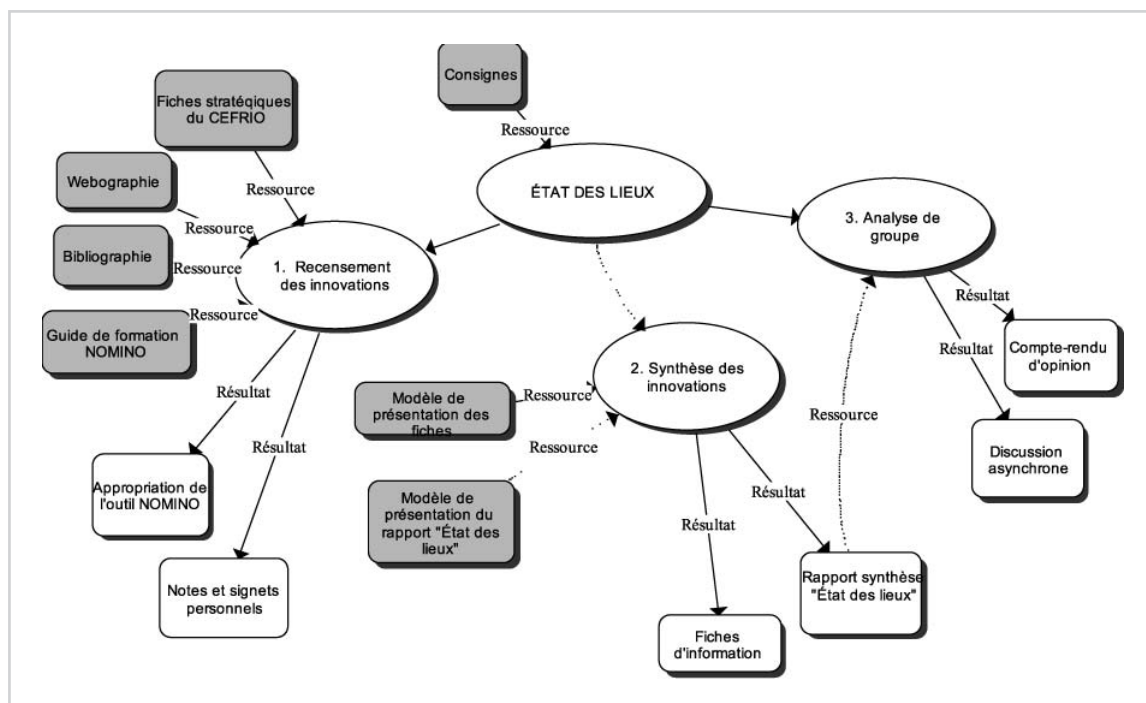 Consignes
Fiches stratégiques
du CEFRIO
Ressource
Webographie
Ressource
ÉTAT DES LIEUX
Ressource
3. Analyse de
groupe
Bibliographie
Ressource
1. Recensement
des innovations
Guide de formation
NOMINO
Ressource
Résultat
Résultat
Compte-rendu
d'opinion
2. Synthèse des
innovations
Modèle de
présentation des
fiches
Ressource
Ressource
Ressource
Résultat
Résultat
Discussion
asynchrone
Appropriation de
l'outil NOMINO
Modèle de
présentation du
rapport "État des
lieux"
Résultat
Résultat
Notes et signets
personnels
Rapport synthèse
"État des lieux"
Fiches
d'information